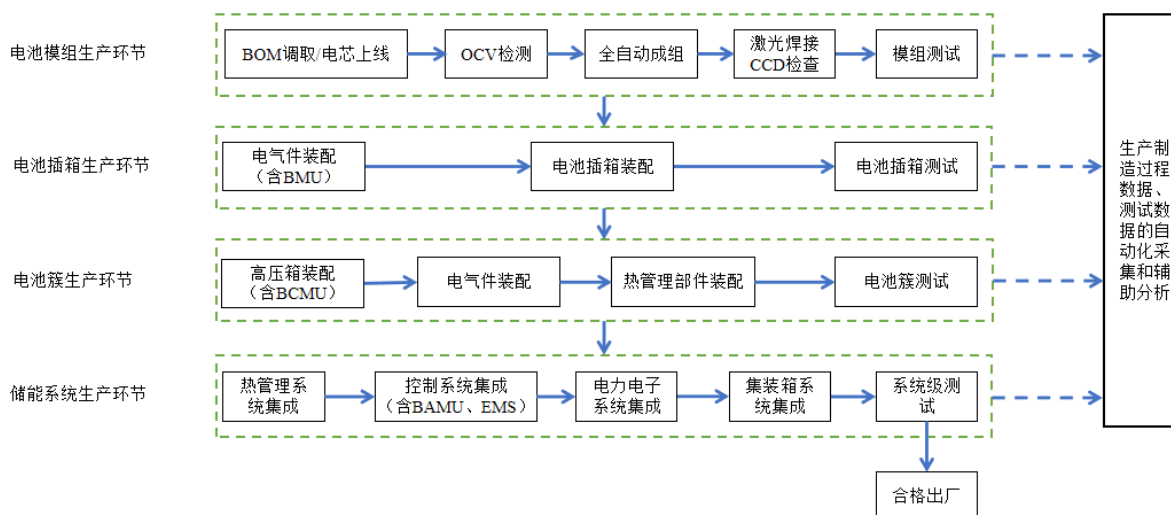 电池模组生产环节
BOM调取/电芯上线
OCV检测
全自动成组
激光焊接
CCD检查
模组测试
电池插箱生产环节
电气件装配
（含BMU）
电池插箱装配
电池插箱测试
电池簇生产环节
高压箱装配
（含BCMU）
电气件装配
热管理部件装配
电池簇测试
储能系统生产环节
热管理系
统集成
控制系统集成
（含BAMU、EMS）
电力电子
系统集成
集装箱系
统集成
系统级测
试
合格出厂
生产制
造过程
数据、
测试数
据的自
动化采
集和辅
助分析